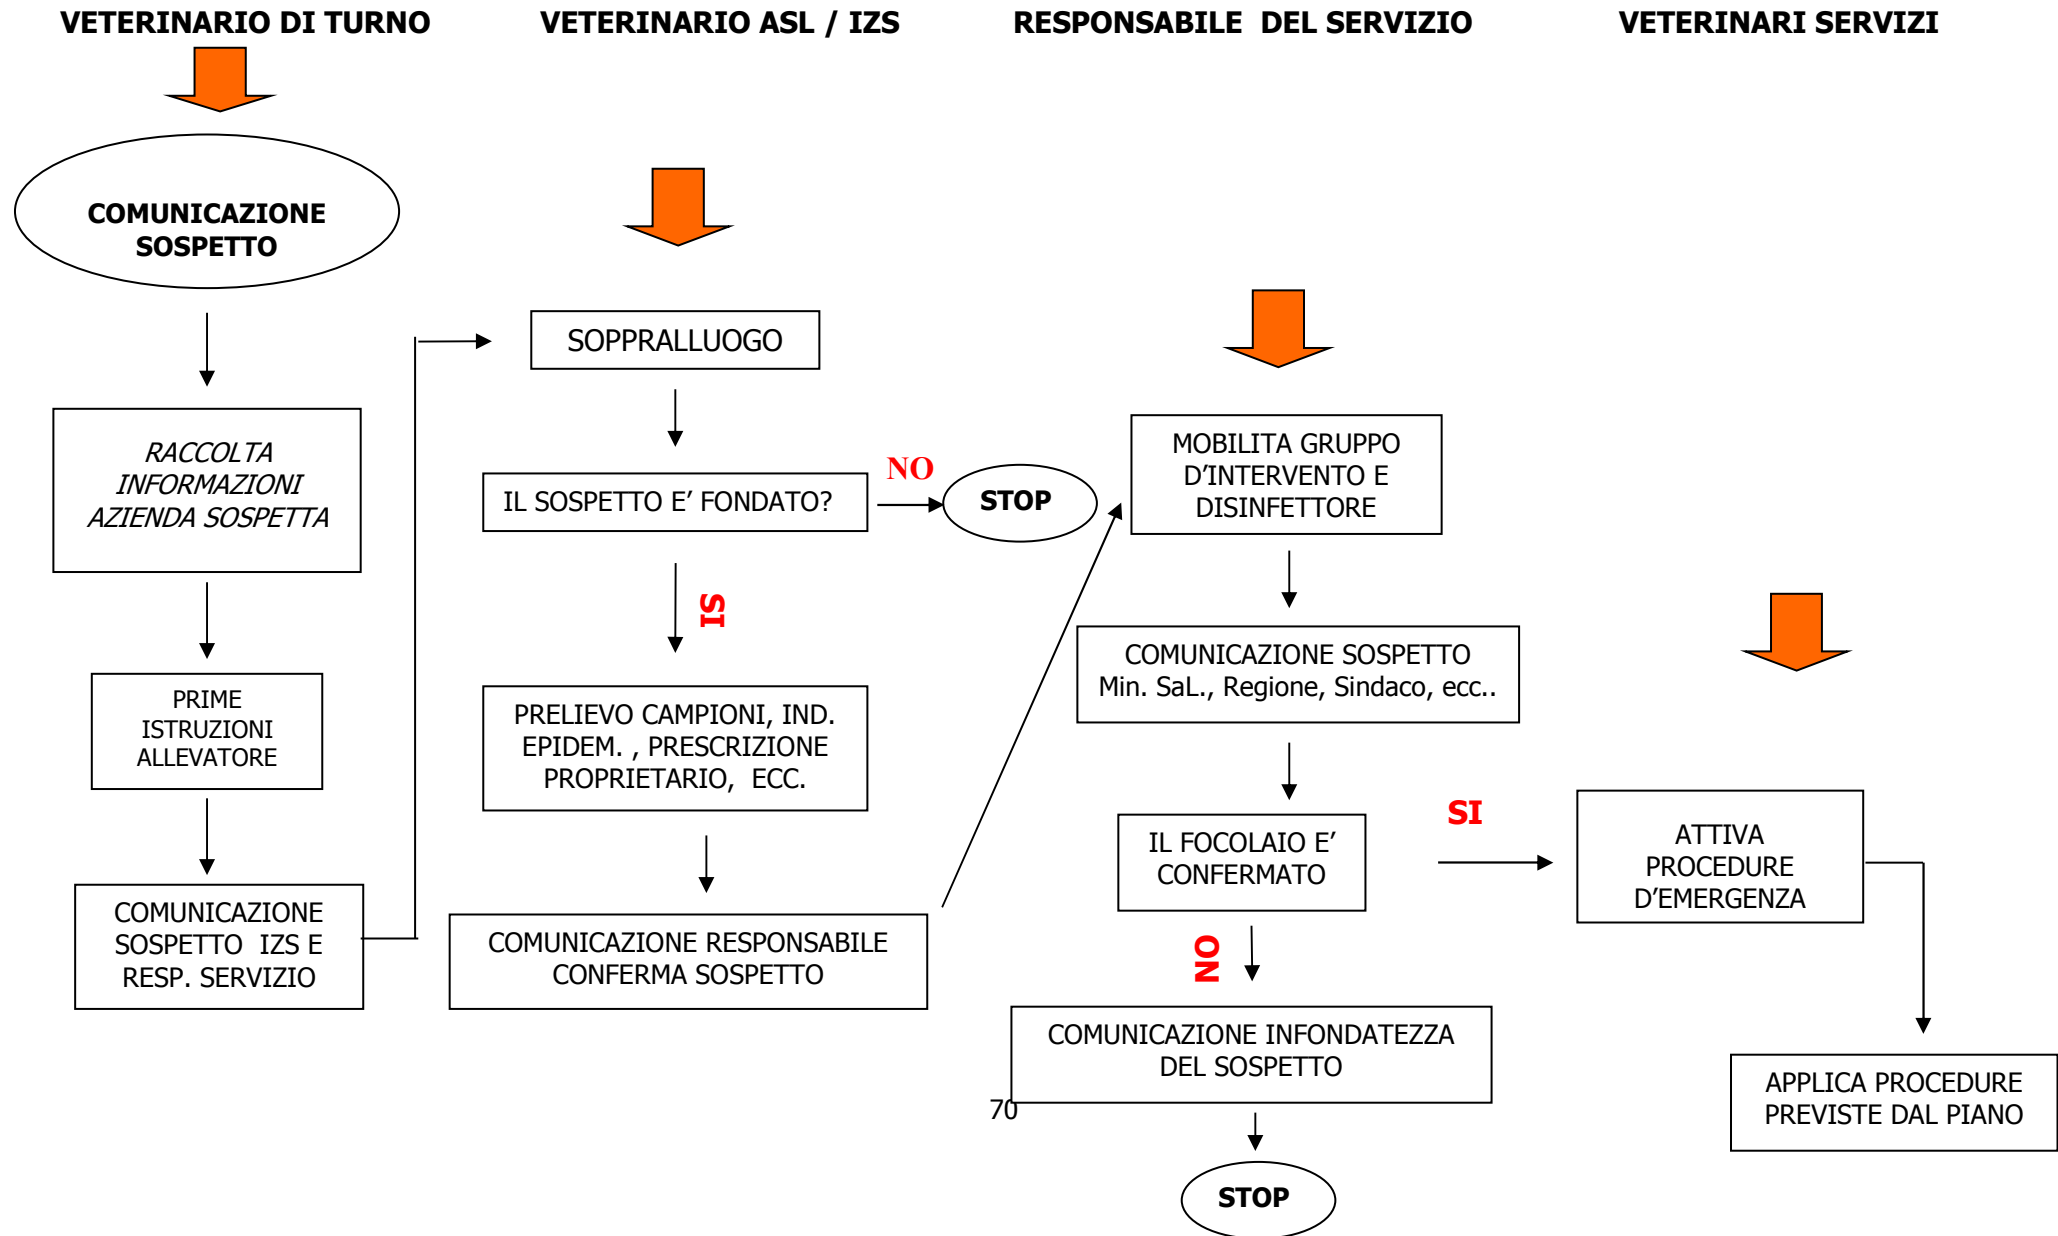 VETERINARIO DI TURNO
VETERINARIO ASL / IZS
RESPONSABILE DEL SERVIZIO
VETERINARI SERVIZI
COMUNICAZIONE
SOSPETTO
RACCOLTA
INFORMAZIONI
AZIENDA SOSPETTA
PRIME
ISTRUZIONI
ALLEVATORE
COMUNICAZIONE
SOSPETTO IZS E
RESP. SERVIZIO
SOPPRALLUOGO
IL SOSPETTO E’ FONDATO?
NO
STOP
SI
PRELIEVO CAMPIONI, IND.
EPIDEM. , PRESCRIZIONE
PROPRIETARIO, ECC.
COMUNICAZIONE RESPONSABILE
CONFERMA SOSPETTO
MOBILITA GRUPPO
D’INTERVENTO E
DISINFETTORE
COMUNICAZIONE SOSPETTO
Min. SaL., Regione, Sindaco, ecc..
IL FOCOLAIO E’
CONFERMATO
SI
NO
COMUNICAZIONE INFONDATEZZA
DEL SOSPETTO
70
STOP
ATTIVA
PROCEDURE
D’EMERGENZA
APPLICA PROCEDURE
PREVISTE DAL PIANO